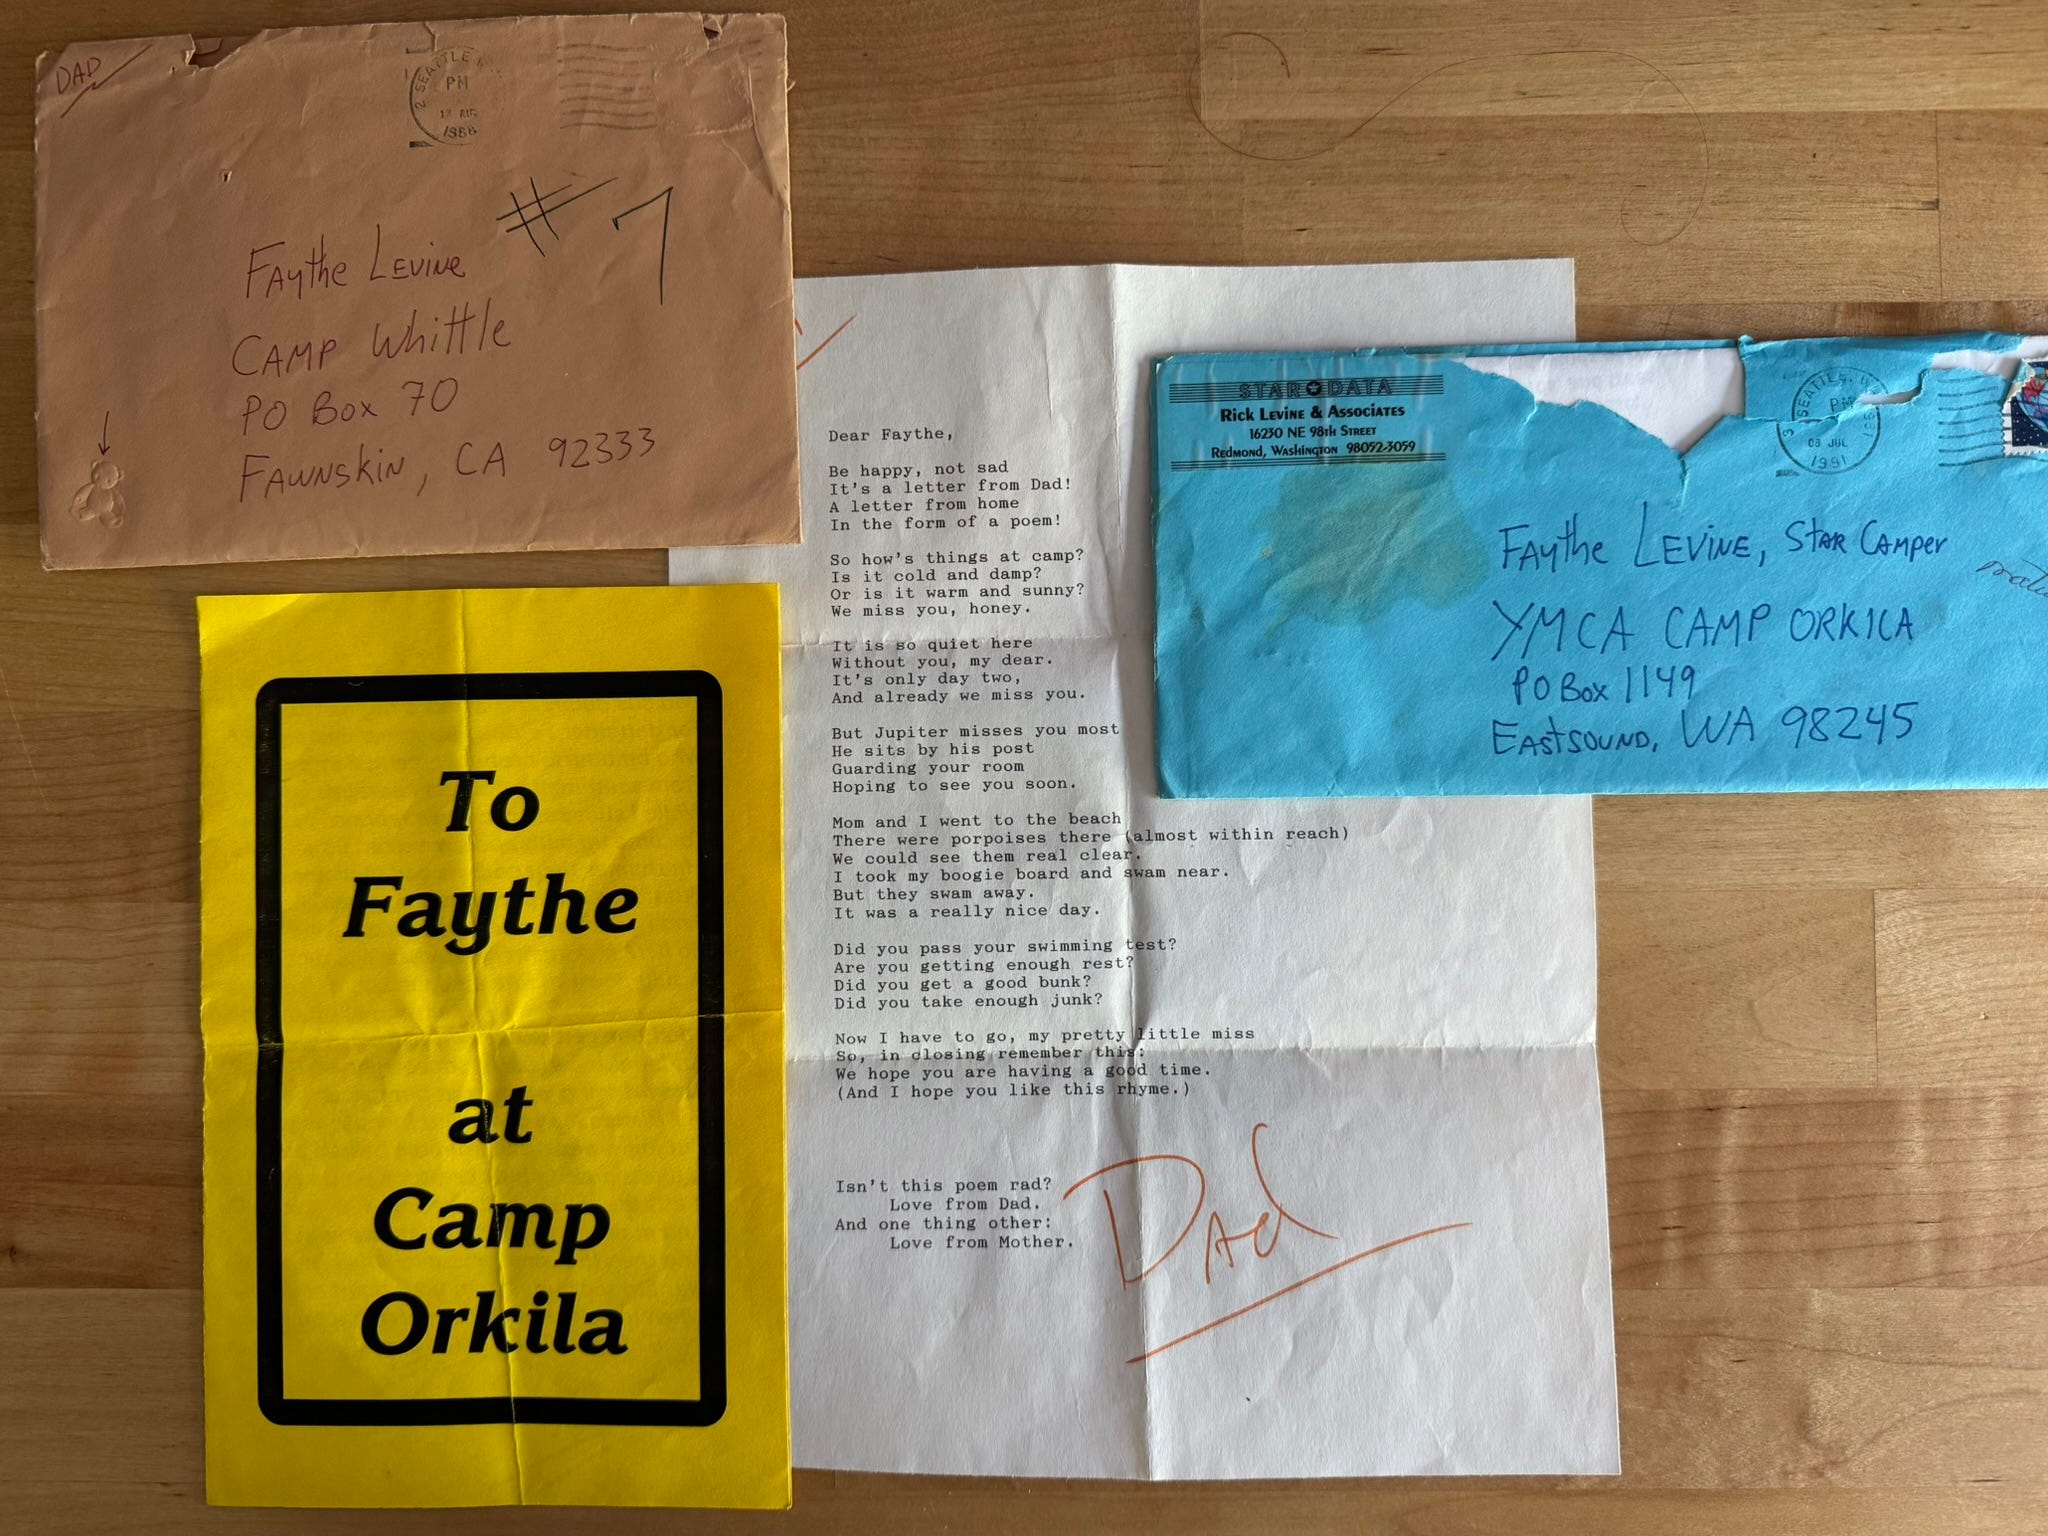 DAD
SEATTLE
PM
AUG
#7
Faythe Levine
CAMP Whittle
PO Box 70
FAWNSKIN, CA 92333
To
Faythe
at
Camp
Orkila
Dear Faythe,
Be happy, not sad
It's a letter from Dad!
A letter from home
In the form of a poem!
So how's things at camp?
Is it cold and damp?
Or is it warm and sunny?
We miss you, honey.
It is so quiet here
Without you, my dear.
It's only day two,
And already we miss you.
But Jupiter misses you most
He sits by his post
Guarding your room
Hoping to see you soon.
Mom and I went to the beach
There were porpoises there (almost within reach)
We could see them real clear.
I took my boogie board and swam near.
But they swam away.
It was a really nice day.
Did you pass your swimming test?
Are you getting enough rest?
Did you get a good bunk?
Did you take enough junk?
Now I have to go, my pretty little miss
So, in closing remember this:
We hope you are having a good time.
(And I hope you like this rhyme.)
Isn't this poem rad?
Love from Dad.
And one thing other:
Love from Mother.
Dad
STAR DATA
Rick Levine & Associates
16230 NE 98th Street
Redmond, Washington 98052-3059
SEATTLE, WA
PM
08 JUL
1991
Faythe Levine, Star Camper
YMCA CAMP ORKILA
PO Box 1149
EASTSOUND, WA 98245